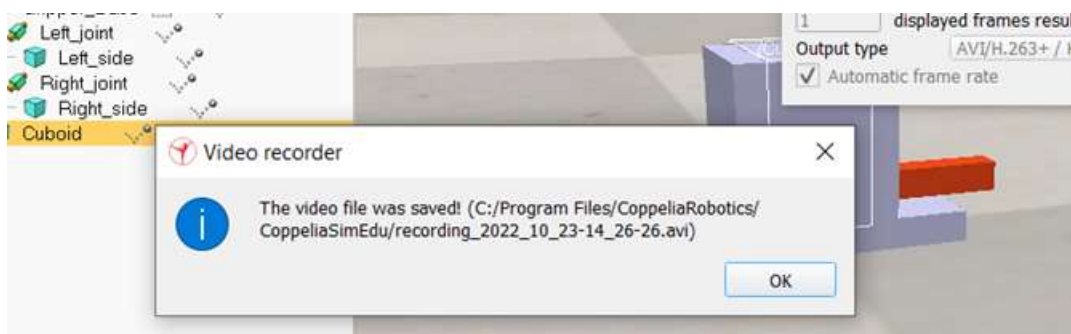 Left_joint
Left_side
Right_joint
Right_side
Cuboid
1 displayed frames
Output type AVI/H.263+ /
Automatic frame rate
Video recorder
The video file was saved! (C:/Program Files/CoppeliaRobotics/
CoppeliaSimEdu/recording_2022_10_23-14_26-26.avi)
OK